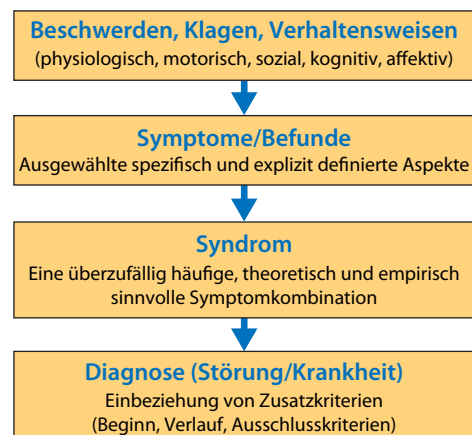 Beschwerden, Klagen, Verhaltensweisen
(physiologisch, motorisch, sozial, kognitiv, affektiv)
Symptome/Befunde
Ausgewählte spezifisch und explizit definierte Aspekte
Syndrom
Eine überzufällig häufige, theoretisch und empirisch
sinnvolle Symptomkombination
Diagnose (Störung/Krankheit)
Einbeziehung von Zusatzkriterien
(Beginn, Verlauf, Ausschlusskriterien)